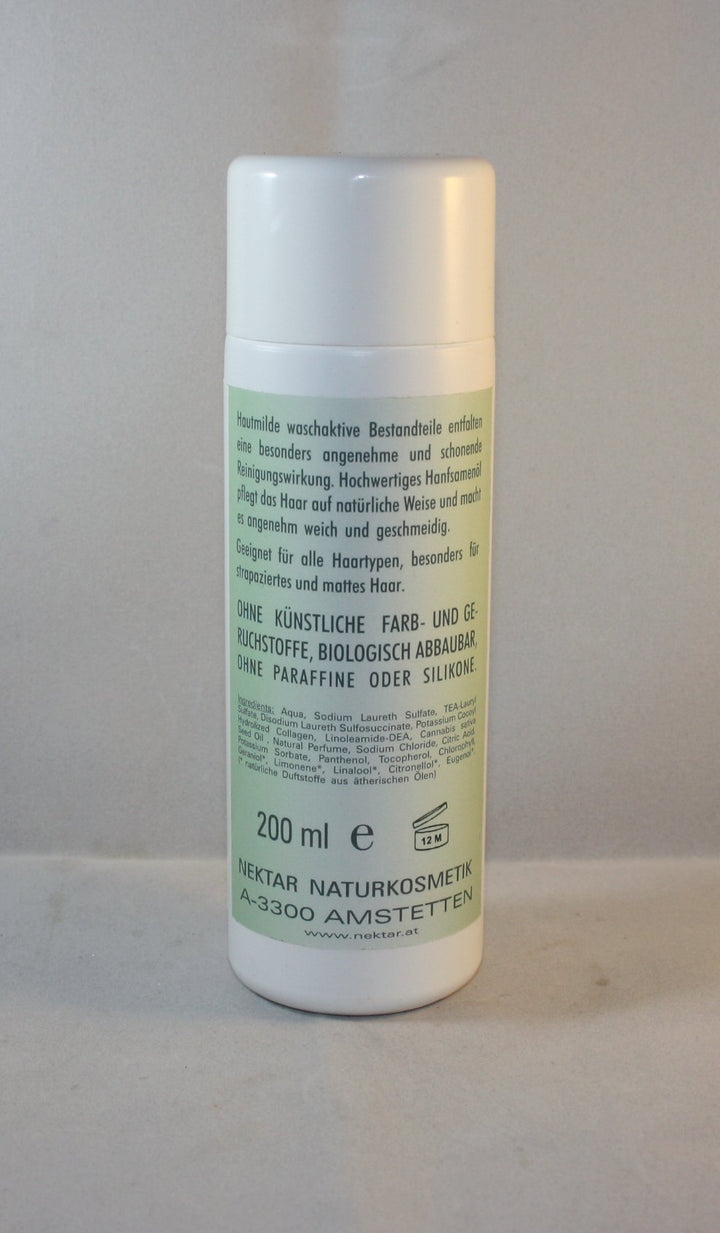 Hautmilde waschaktive Bestandteile entfalten
eine besonders angenehme und schonende
Reinigungswirkung. Hochwertiges Hanfsamenöl
pflegt das Haar auf natürliche Weise und macht
es angenehm weich und geschmeidig.
Geeignet für alle Haartypen, besonders für
strapaziertes und mattes Haar.
OHNE KÜNSTLICHE FARB- UND GE-
RUCHSTOFFE, BIOLOGISCH ABBAUBAR,
OHNE PARAFFINE ODER SILIKONE.
Ingredients: Aqua, Sodium Laureth Sulfate, TEA-Lauryl
Sulfate, Disodium Laureth Sulfosuccinate, Potassium Cocoyl
Hydrolized Collagen, Linoleamide-DEA, Cannabis sativa
Seed Oil , Natural Perfume, Sodium Chloride, Citric Acid,
Potassium Sorbate, Panthenol, Tocopherol, Chlorophyll,
Geraniol*, Limonene*, Linalool*, Citronellol*, Eugenol*,
(* natürliche Duftstoffe aus ätherischen Ölen)
200 ml e
12 M
NEKTAR NATURKOSMETIK
A-3300 AMSTETTEN
www.nektar.at